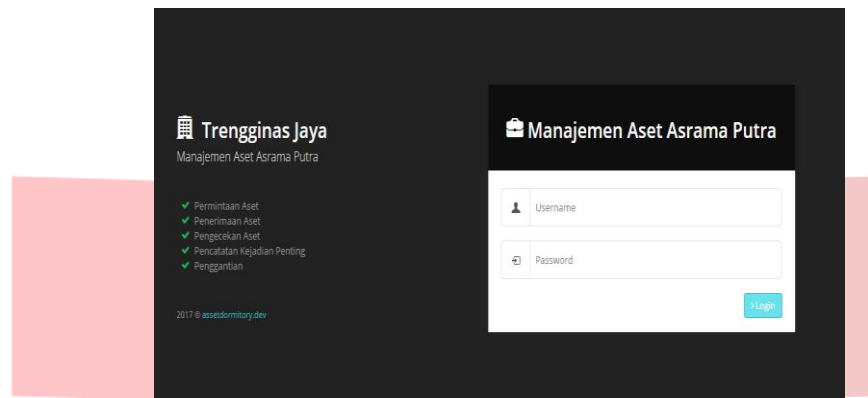 Trengginas Jaya
Manajemen Aset Asrama Putra
Permintaan Aset
Penerimaan Aset
Pengecekan Aset
Pencatatan Kejadian Penting
Penggantian
2017 © assetdormitory.dev
Manajemen Aset Asrama Putra
Username
Password
› Login